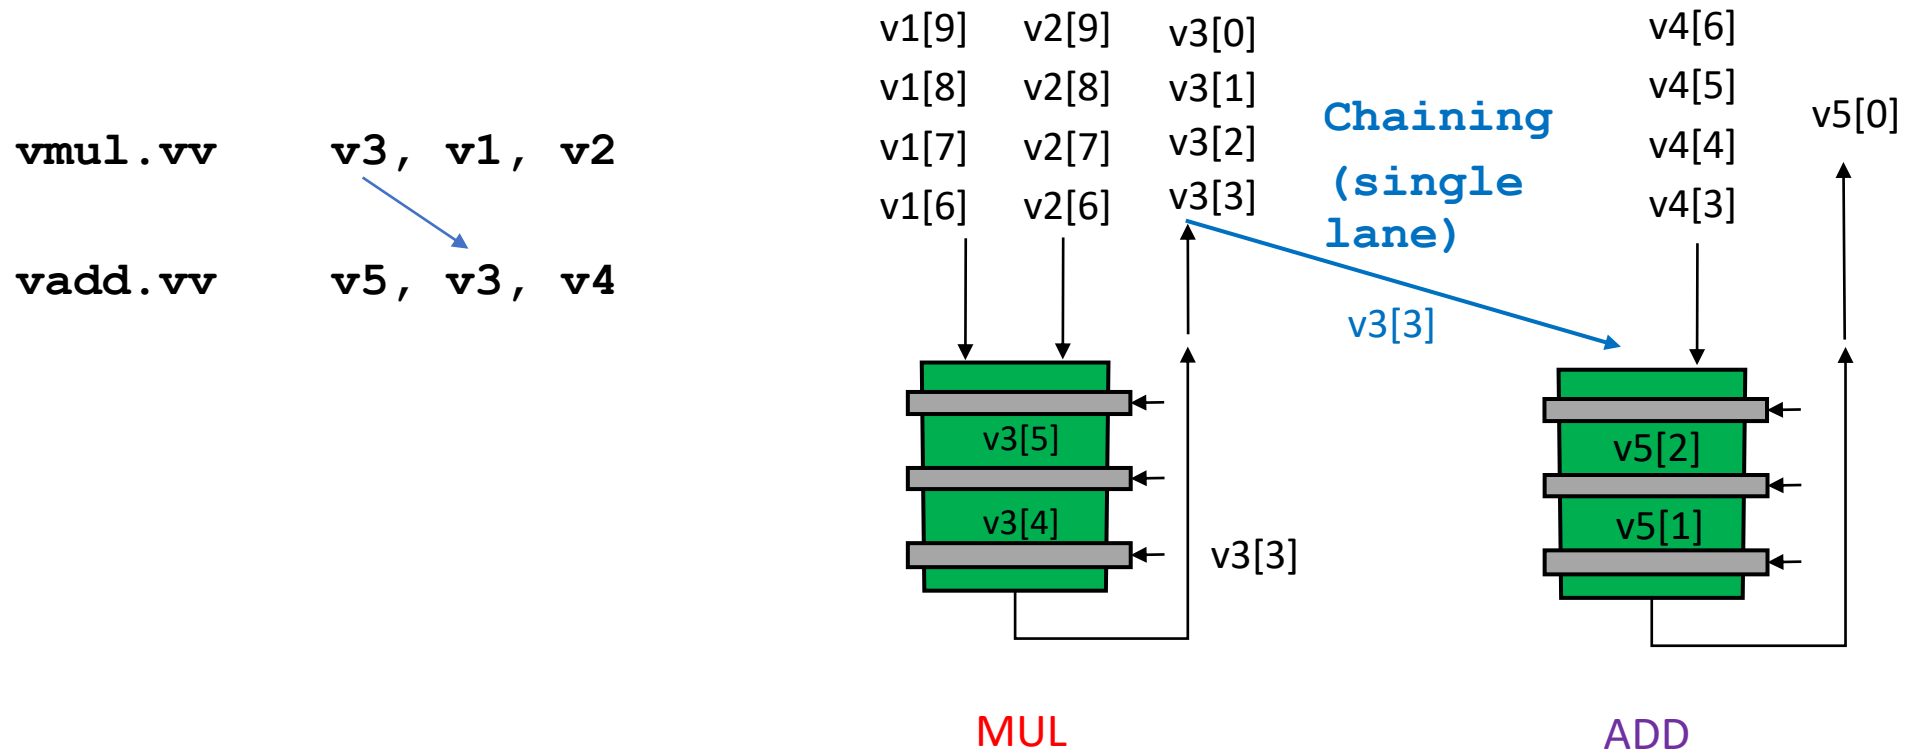 vmul.vv v3, v1, v2
vadd.vv v5, v3, v4
v1[9] v2[9] v3[0]
v1[8] v2[8] v3[1]
v1[7] v2[7] v3[2]
v1[6] v2[6] v3[3]
Chaining
(single
lane)
v3[3]
v4[6]
v4[5]
v4[4]
v4[3]
v5[0]
v3[5]
v3[4]
v3[3]
v5[2]
v5[1]
MUL
ADD